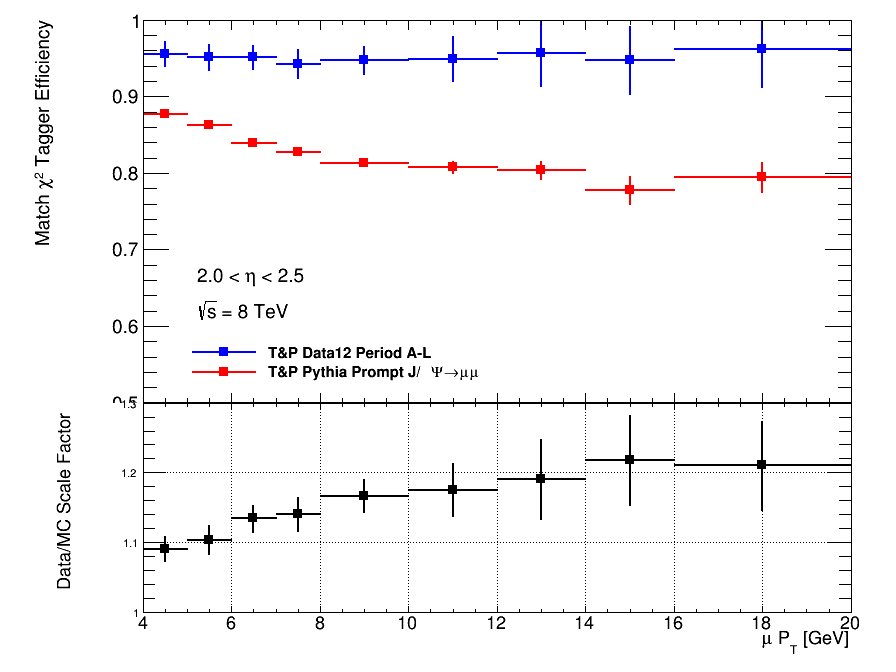 Match χ² Tagger Efficiency
1
0.9
0.8
0.7
0.6
0.5
2.0 < η < 2.5
√s = 8 TeV
T&P Data12 Period A-L
T&P Pythia Prompt J/ Ψ→μμ
Data/MC Scale Factor
1.3
1.2
1.1
1
4 6 8 10 12 14 16 18 20
μ P_T [GeV]